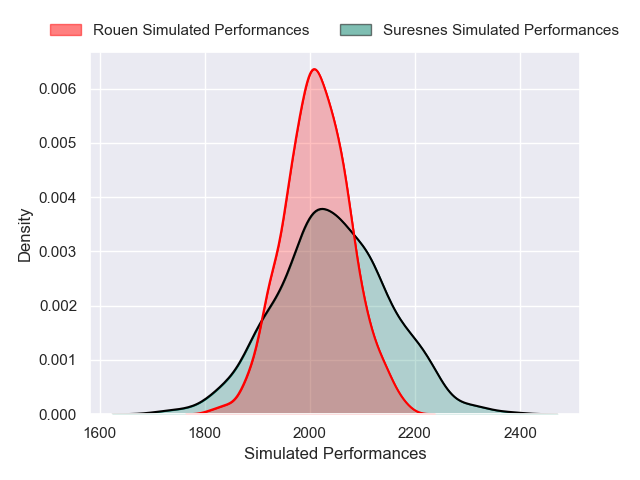 Rouen Simulated Performances Suresnes Simulated Performances
0.006
0.005
0.004
0.003
0.002
0.001
0.000
Density
1600 1800 2000 2200 2400
Simulated Performances